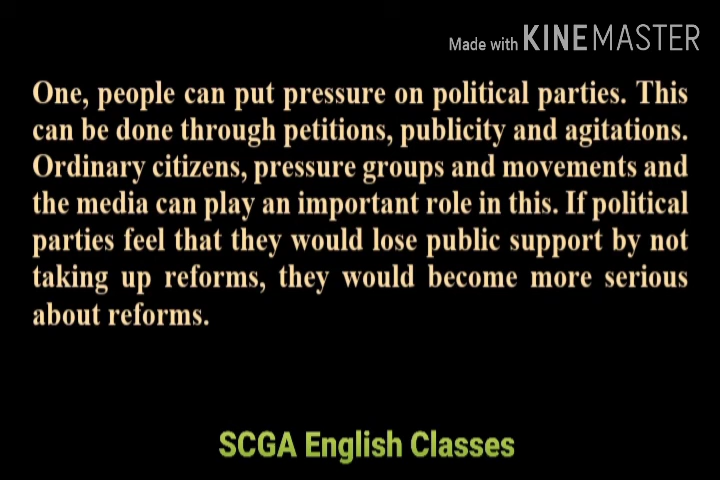 Made with KINEMASTER
One, people can put pressure on political parties. This
can be done through petitions, publicity and agitations.
Ordinary citizens, pressure groups and movements and
the media can play an important role in this. If political
parties feel that they would lose public support by not
taking up reforms, they would become more serious
about reforms.
SCGA English Classes